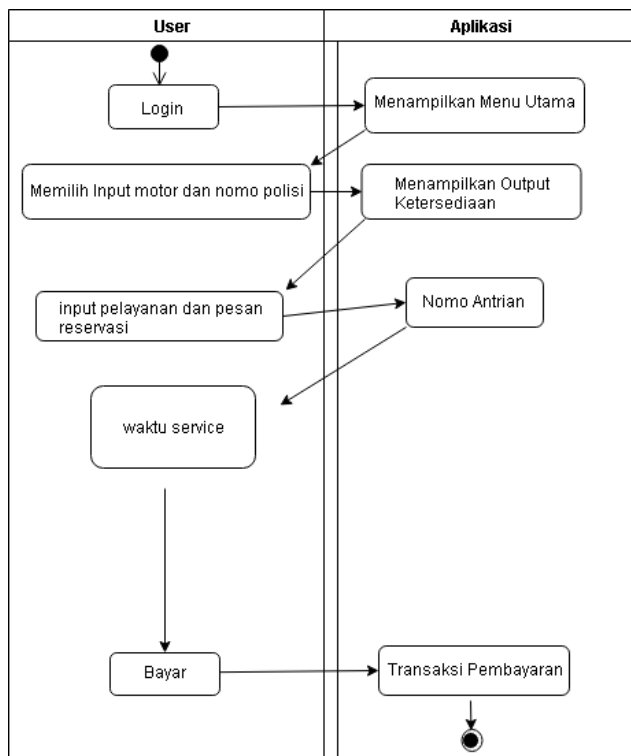 User
Aplikasi
Login
Menampilkan Menu Utama
Memilih Input motor dan nomo polisi
Menampilkan Output
Ketersediaan
input pelayanan dan pesan
reservasi
Nomo Antrian
waktu service
Bayar
Transaksi Pembayaran